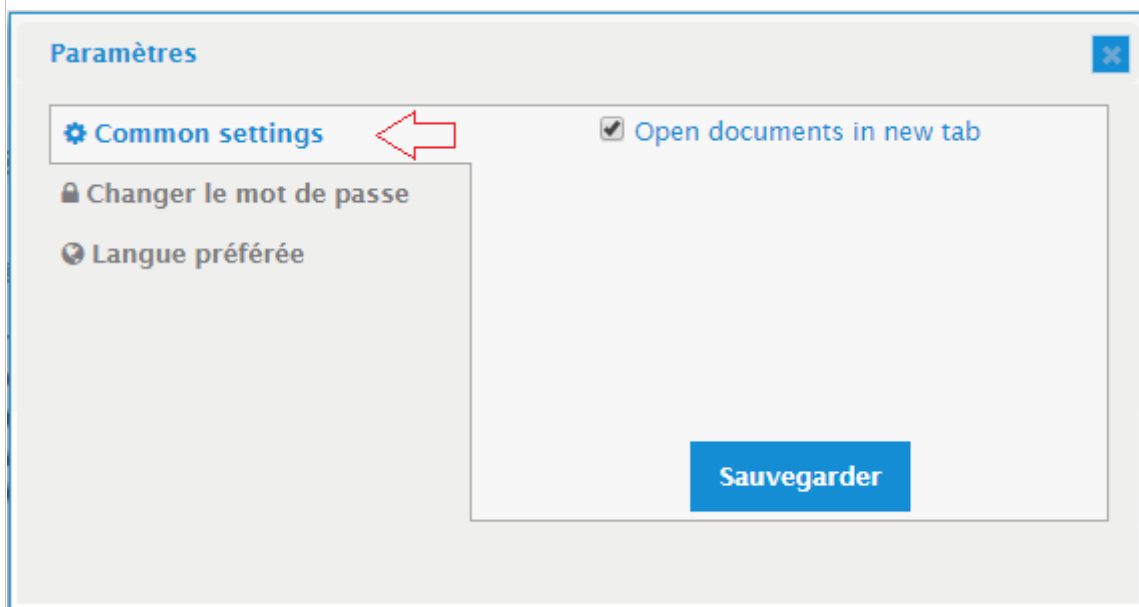 Paramètres
Common settings
Open documents in new tab
Changer le mot de passe
Langue préférée
Sauvegarder